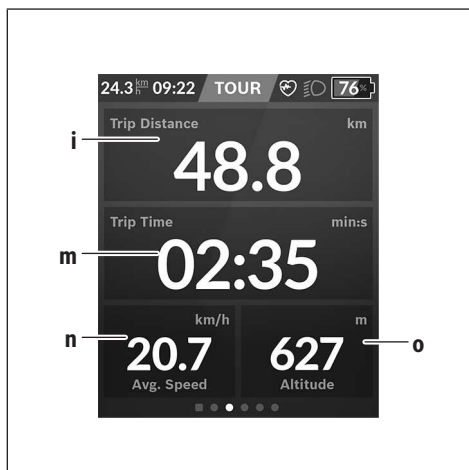 24.3 km/h 09:22 TOUR 76%
Trip Distance km
i
48.8
Trip Time min:s
m
02:35
km/h m
n
20.7 627
o
Avg. Speed Altitude